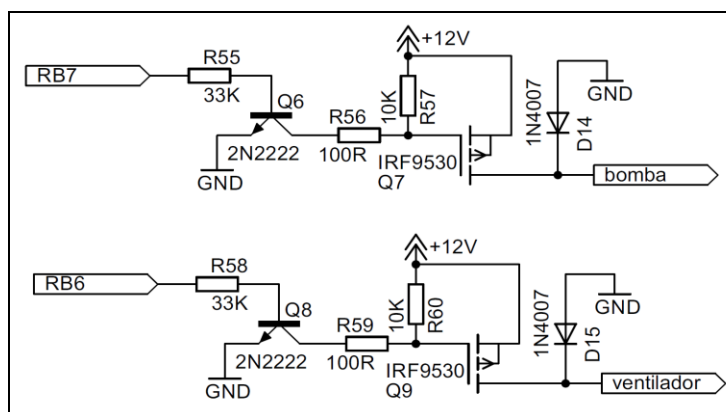 +12V
R55
RB7
33K
Q6
R56
10K
R57
1N4007
D14
GND
2N2222
100R
IRF9530
Q7
GND
bomba
+12V
R58
RB6
33K
Q8
R59
10K
R60
1N4007
D15
GND
2N2222
100R
IRF9530
Q9
GND
ventilador